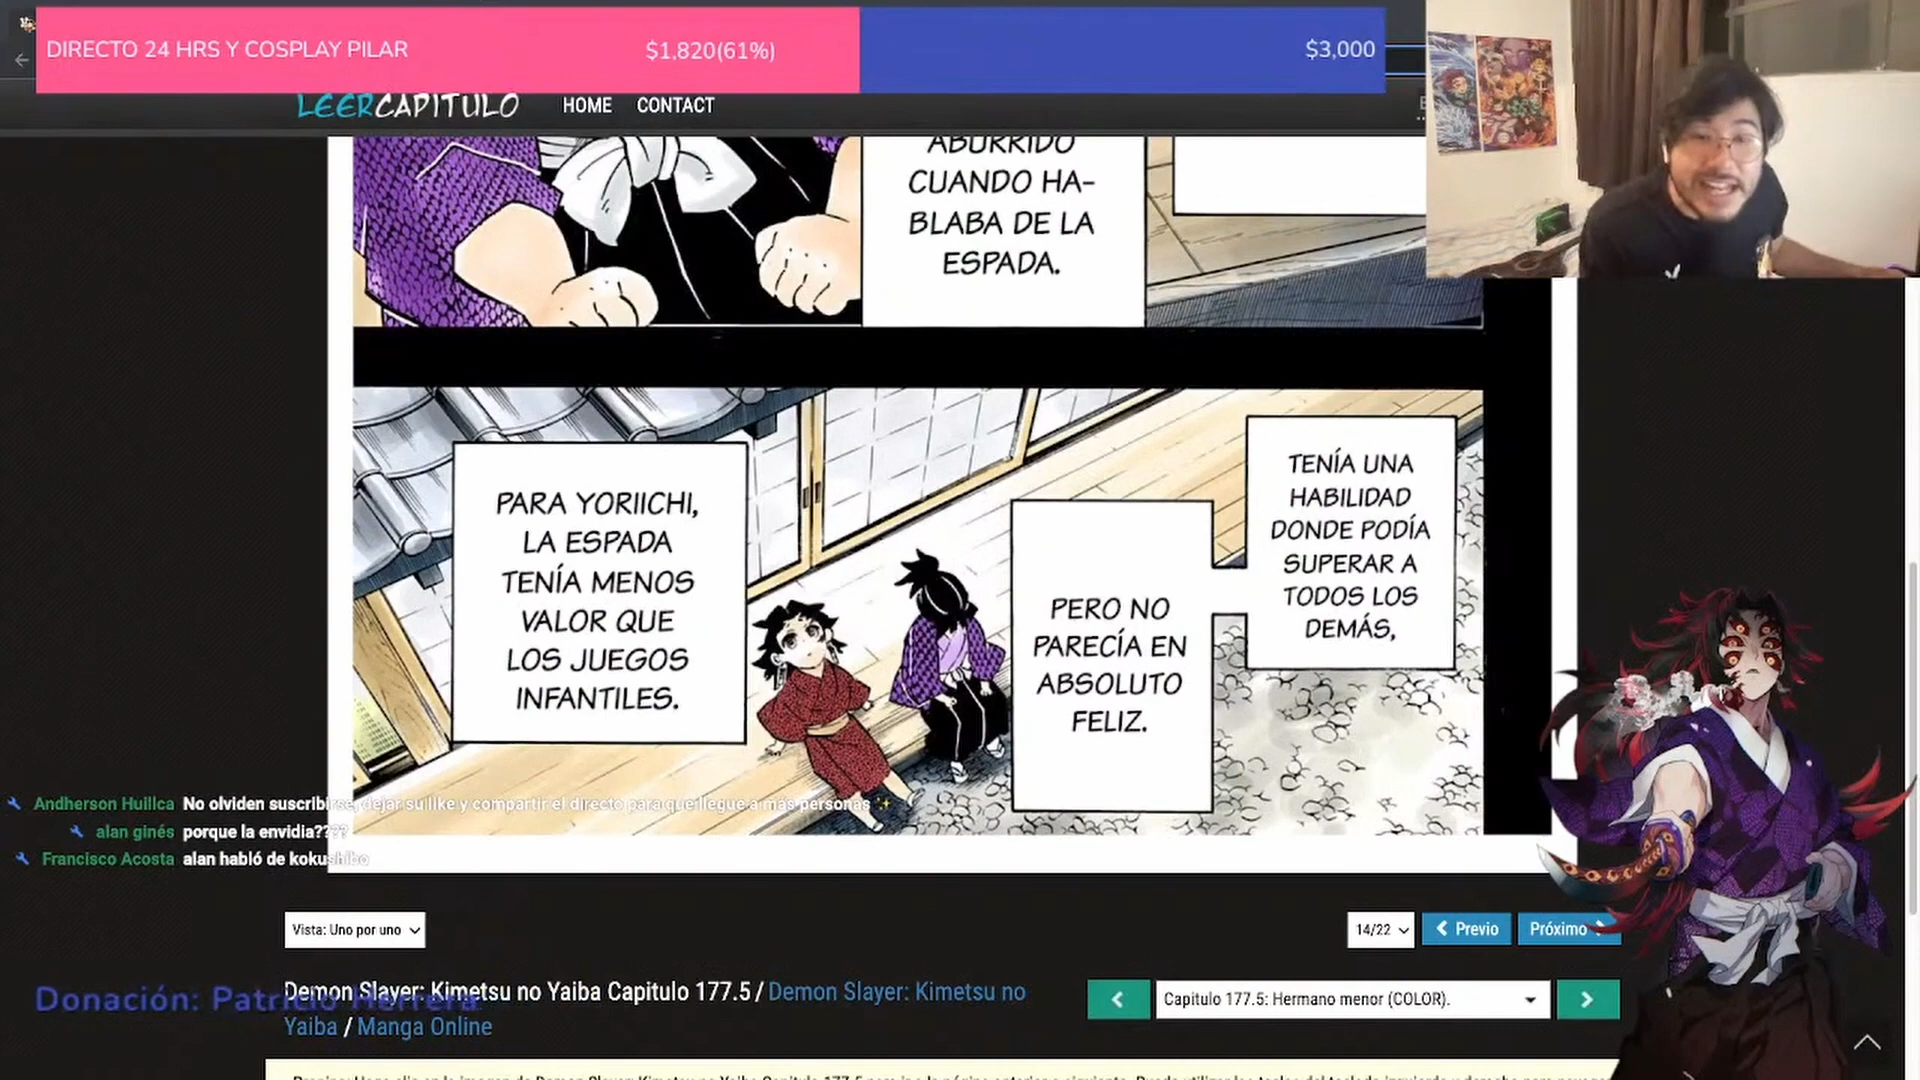 DIRECTO 24 HRS Y COSPLAY PILAR
$1,820(61%)
$3,000
LEERCAPITULO
HOME
CONTACT
ABURRIDO
CUANDO HA-
BLABA DE LA
ESPADA.
TENÍA UNA
HABILIDAD
DONDE PODÍA
SUPERAR A
TODOS LOS
DEMÁS,
PERO NO
PARECÍA EN
ABSOLUTO
FELIZ.
PARA YORIICHI,
LA ESPADA
TENÍA MENOS
VALOR QUE
LOS JUEGOS
INFANTILES.
Andherson Huillca No olviden suscribirse, dejar su like y compartir el directo para que llegue a más personas ✨
alan ginés porque la envidia????
Francisco Acosta alan habló de kokushibo
Vista: Uno por uno
14/22
Previo
Próximo
Demon Slayer: Kimetsu no Yaiba Capitulo 177.5 / Demon Slayer: Kimetsu no
Yaiba / Manga Online
Donación: Patricio Herrera
Capitulo 177.5: Hermano menor (COLOR).